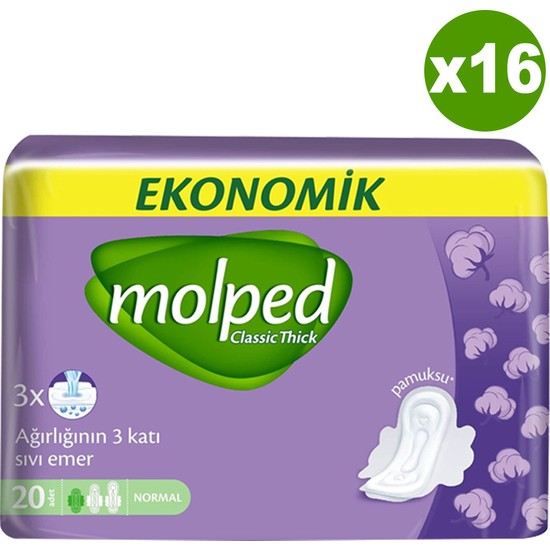 x16
EKONOMİK
molped
Classic Thick
3x
pamuksu*
Ağırlığının 3 katı
sıvı emer
20 adet NORMAL